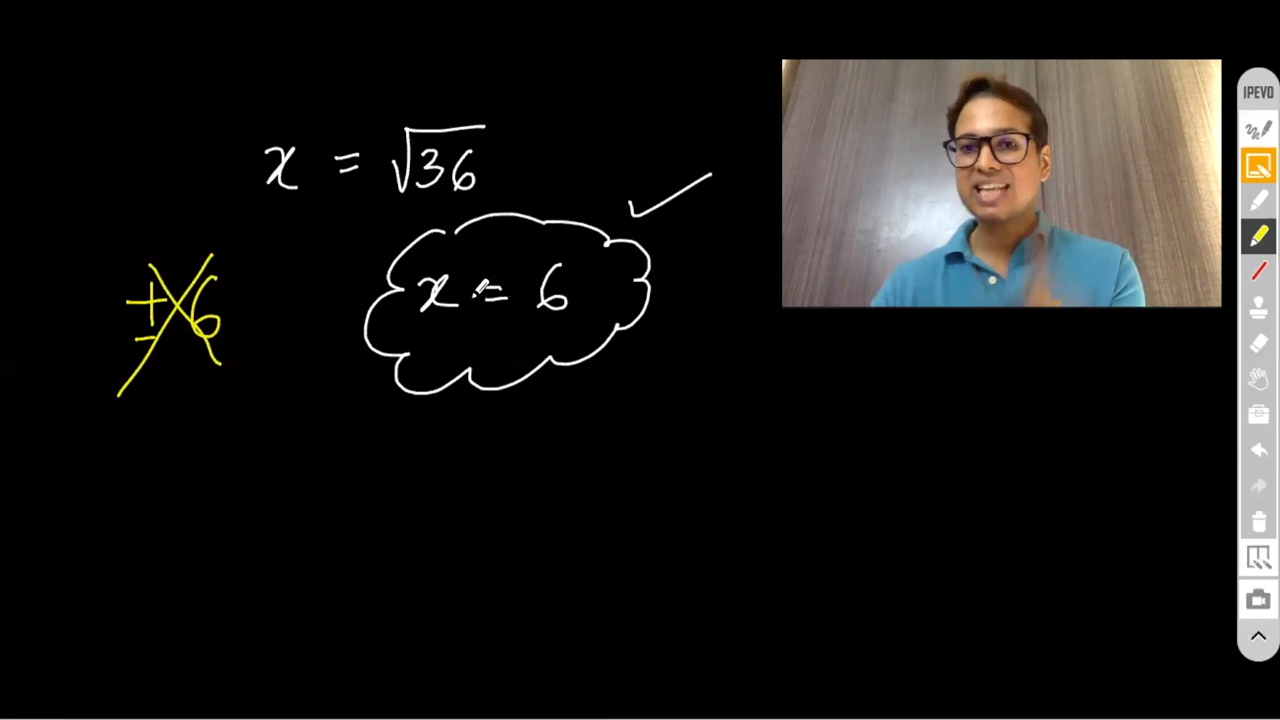 x = √36
x = 6
±6
IPEVO